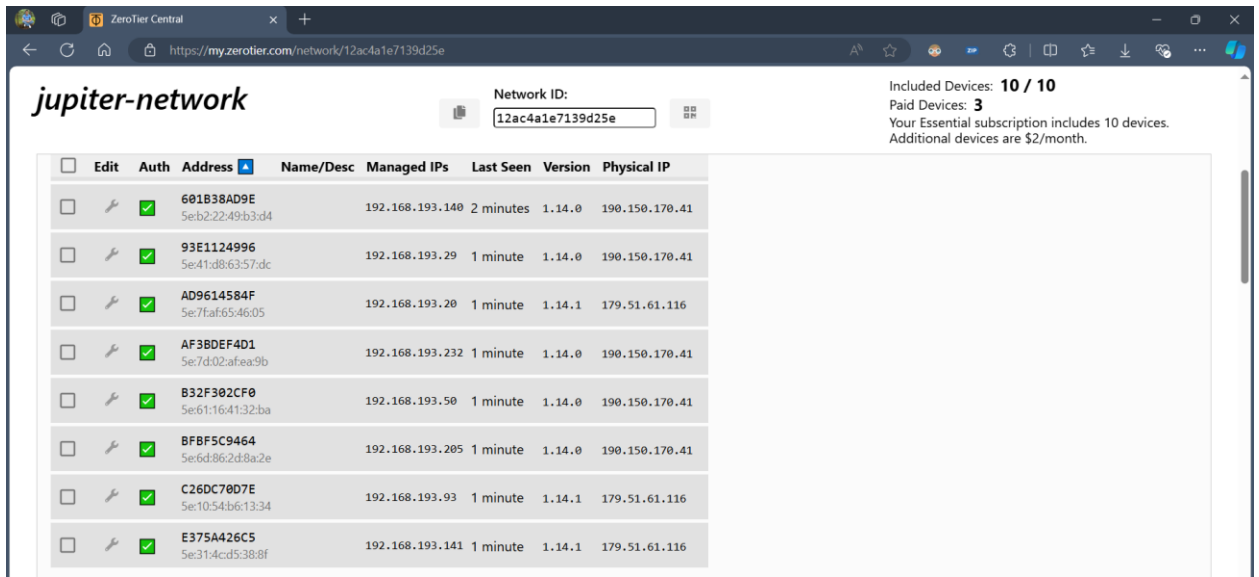 ZeroTier Central
https://my.zerotier.com/network/12ac4a1e7139d25e
jupiter-network
Network ID:
12ac4a1e7139d25e
Included Devices: 10 / 10
Paid Devices: 3
Your Essential subscription includes 10 devices.
Additional devices are $2/month.
Edit Auth Address Name/Desc Managed IPs Last Seen Version Physical IP
601B38AD9E
5e:b2:22:49:b3:d4
192.168.193.140 2 minutes 1.14.0 190.150.170.41
93E1124996
5e:41:d8:63:57:dc
192.168.193.29 1 minute 1.14.0 190.150.170.41
AD9614584F
5e:7f:af:65:46:05
192.168.193.20 1 minute 1.14.1 179.51.61.116
AF3BDEF4D1
5e:7d:02:af:ea:9b
192.168.193.232 1 minute 1.14.0 190.150.170.41
B32F302CF0
5e:61:16:41:32:ba
192.168.193.50 1 minute 1.14.0 190.150.170.41
BFBF5C9464
5e:6d:86:2d:8a:2e
192.168.193.205 1 minute 1.14.0 190.150.170.41
C26DC70D7E
5e:10:54:b6:13:34
192.168.193.93 1 minute 1.14.1 179.51.61.116
E375A426C5
5e:31:4c:d5:38:8f
192.168.193.141 1 minute 1.14.1 179.51.61.116